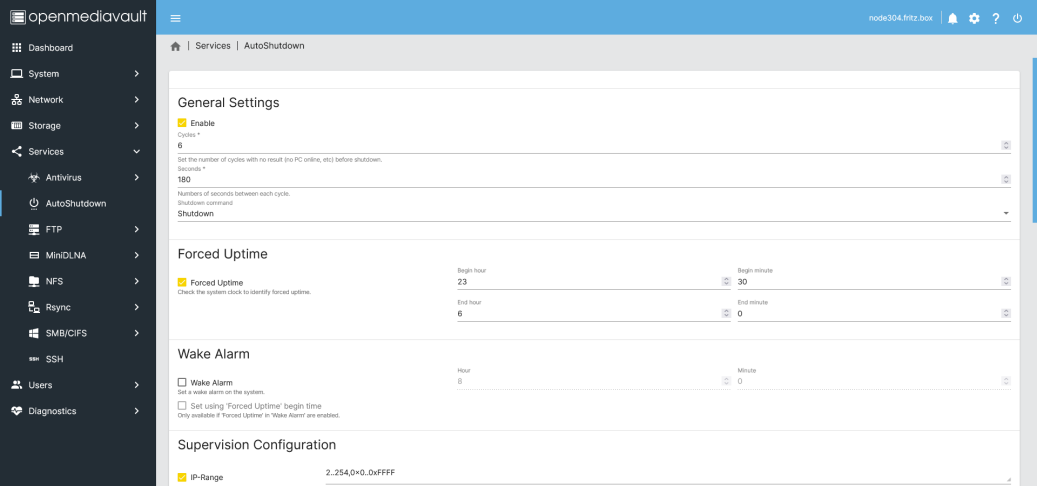 openmediavault
node304.fritz.box
Dashboard
System
Network
Storage
Services
Antivirus
AutoShutdown
FTP
MiniDLNA
NFS
Rsync
SMB/CIFS
SSH SSH
Users
Diagnostics
| Services | AutoShutdown
General Settings
Enable
Cycles *
6
Set the number of cycles with no result (no PC online, etc) before shutdown.
Seconds *
180
Numbers of seconds between each cycle.
Shutdown command
Shutdown
Forced Uptime
Forced Uptime
Check the system clock to identify forced uptime.
Begin hour
23
Begin minute
30
End hour
6
End minute
0
Wake Alarm
Wake Alarm
Set a wake alarm on the system.
Hour
8
Minute
0
Set using 'Forced Uptime' begin time
Only available if 'Forced Uptime' in 'Wake Alarm' are enabled.
Supervision Configuration
IP-Range
2..254,0x0..0xFFFF